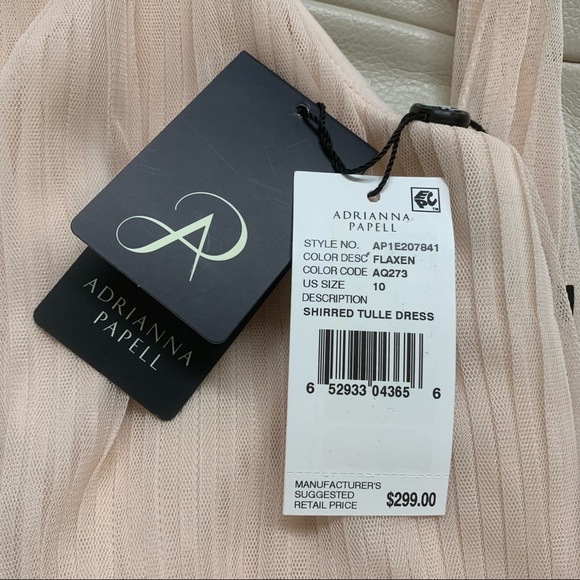 ADRIANNA
PAPELL
EPC™
ADRIANNA
PAPELL
STYLE NO. AP1E207841
COLOR DESC FLAXEN
COLOR CODE AQ273
US SIZE 10
DESCRIPTION
SHIRRED TULLE DRESS
6 52933 04365 6
MANUFACTURER'S
SUGGESTED
RETAIL PRICE $299.00